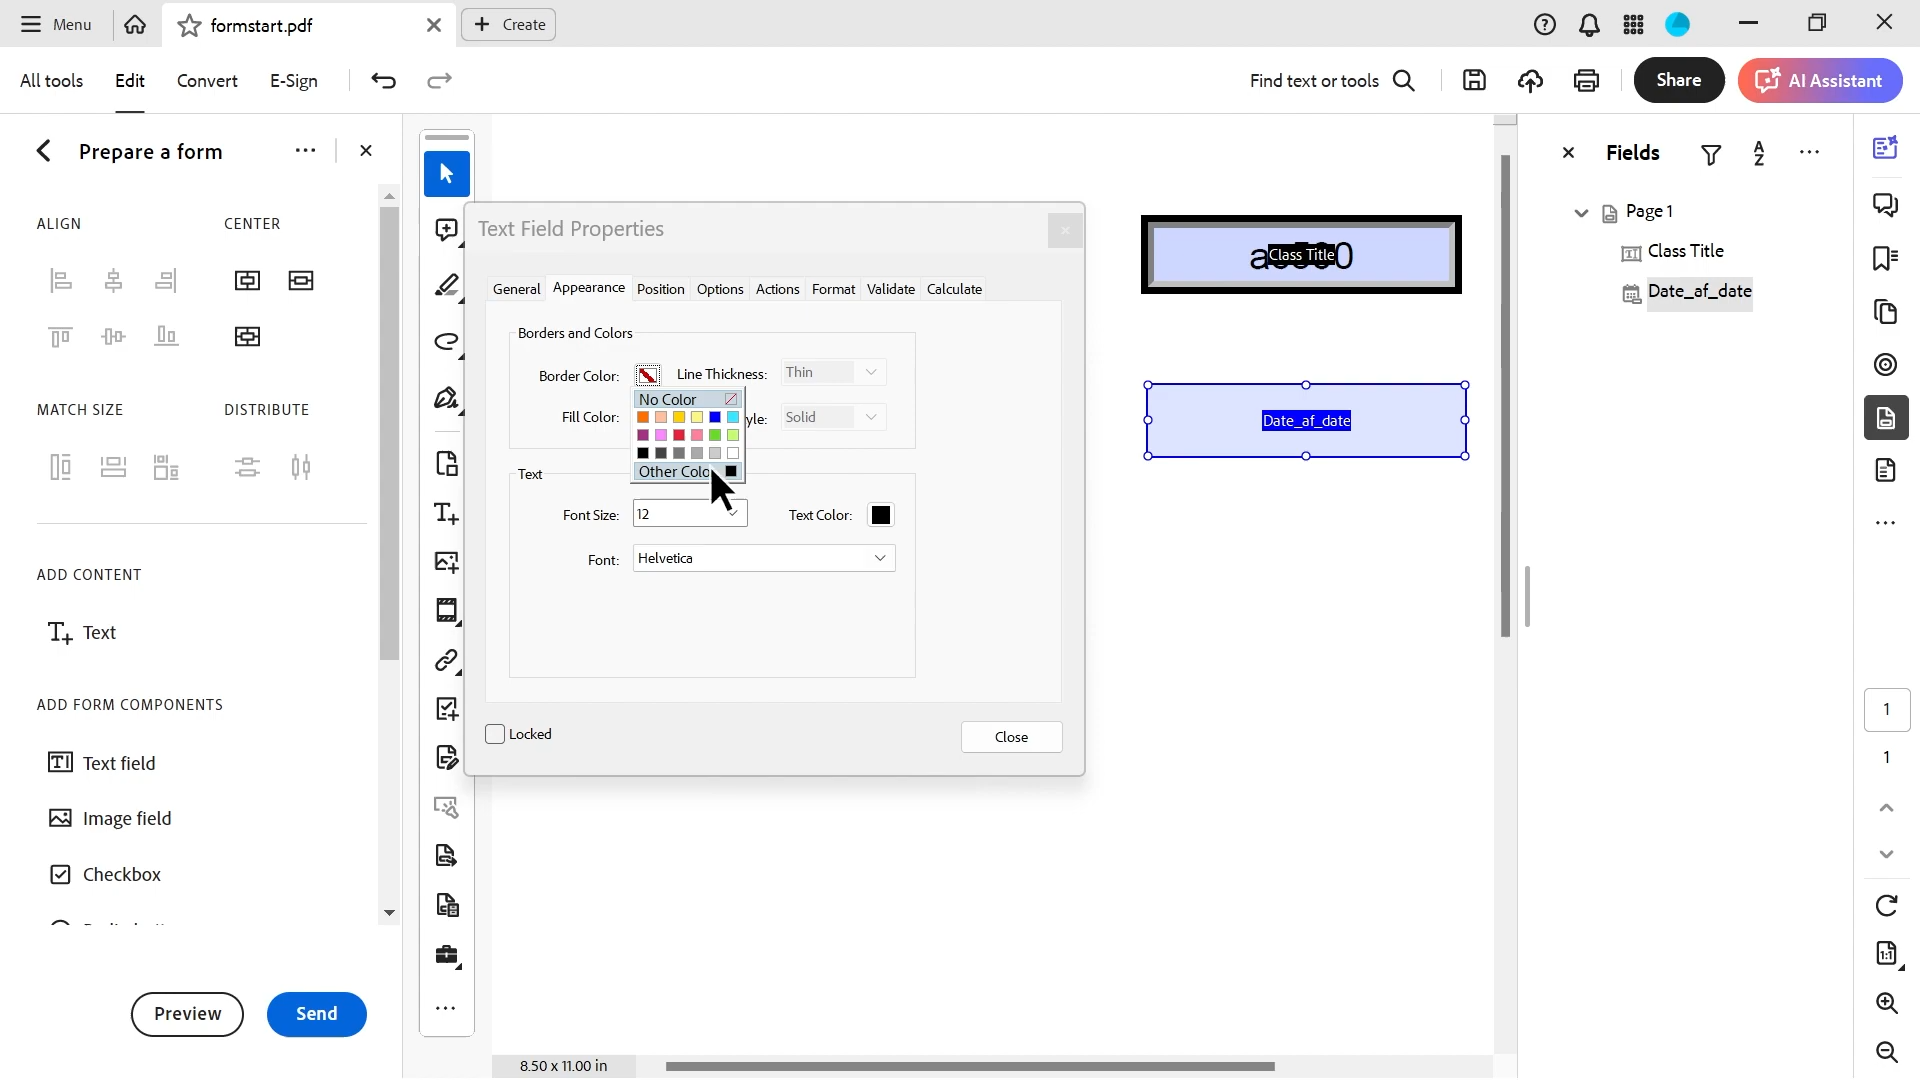 Menu
formstart.pdf
Create
All tools
Edit
Convert
E-Sign
Find text or tools
Share
AI Assistant
Prepare a form
ALIGN
CENTER
MATCH SIZE
DISTRIBUTE
ADD CONTENT
Text
ADD FORM COMPONENTS
Text field
Image field
Checkbox
Preview
Send
Text Field Properties
General
Appearance
Position
Options
Actions
Format
Validate
Calculate
Borders and Colors
Border Color:
Line Thickness:
Thin
No Color
Fill Color:
yle:
Solid
Other Colo
Text
Font Size:
12
Text Color:
Font:
Helvetica
Locked
Close
Class Title
Date_af_date
8.50 x 11.00 in
Fields
A
Z
Page 1
Class Title
Date_af_date
1
1
1:1